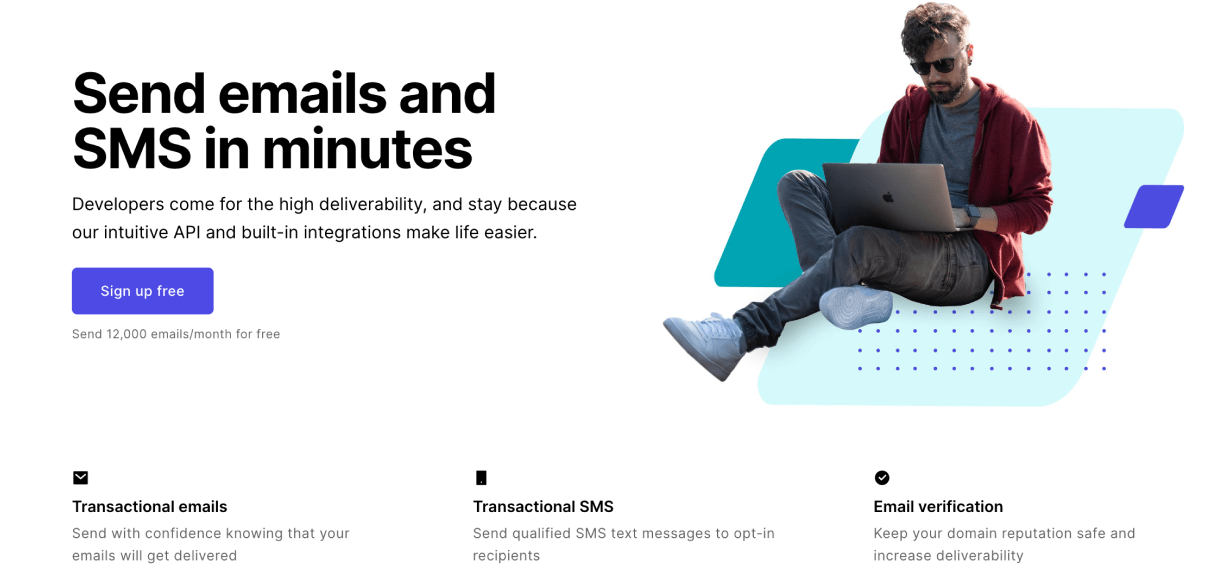 Send emails and
SMS in minutes
Developers come for the high deliverability, and stay because
our intuitive API and built-in integrations make life easier.
Sign up free
Send 12,000 emails/month for free
Transactional emails
Send with confidence knowing that your
emails will get delivered
Transactional SMS
Send qualified SMS text messages to opt-in
recipients
Email verification
Keep your domain reputation safe and
increase deliverability